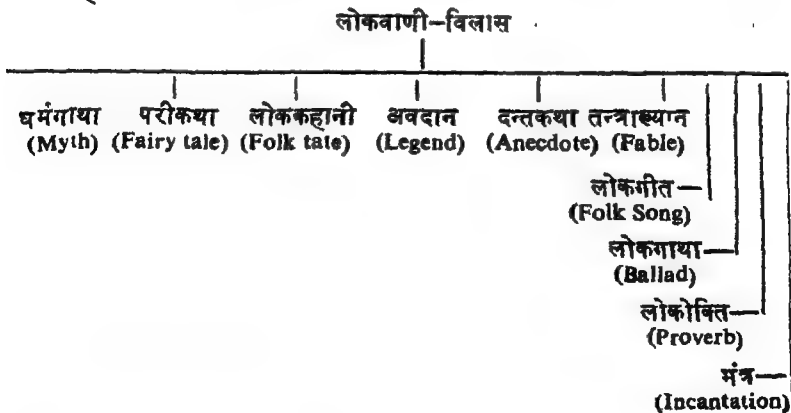 लोकवाणी-विलास
धर्मगाथा परीकथा लोककहानी अवदान दन्तकथा तन्त्राख्यान
(Myth) (Fairy tale) (Folk tate) (Legend) (Anecdote) (Fable)
लोकगीत
(Folk Song)
लोकगाथा
(Ballad)
लोकोक्ति
(Proverb)
मंत्र
(Incantation)